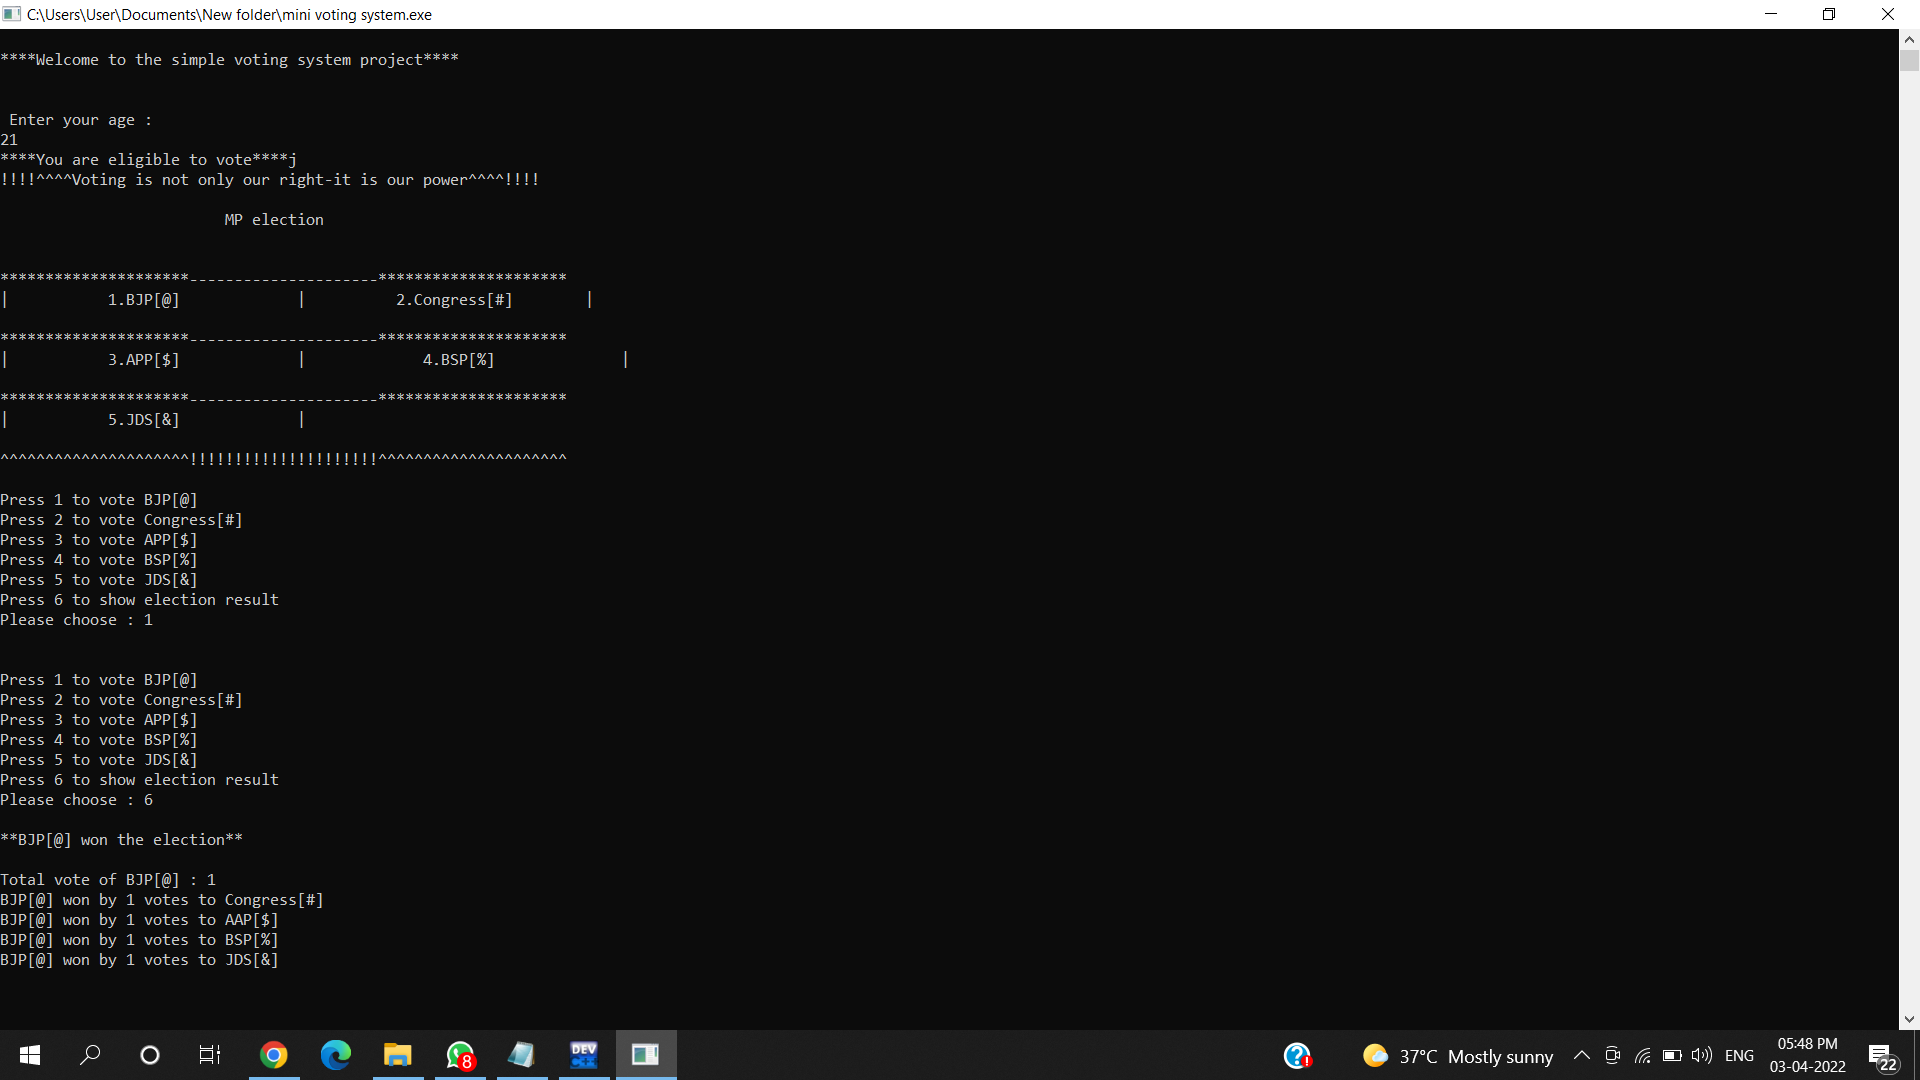 C:\Users\User\Documents\New folder\mini voting system.exe
****Welcome to the simple voting system project****
Enter your age :
21
****You are eligible to vote****j
!!!!^^^^Voting is not only our right-it is our power^^^^!!!!
MP election
*********************---------------------*********************
| 1.BJP[@] | 2.Congress[#] |
*********************---------------------*********************
| 3.APP[$] | 4.BSP[%] |
*********************---------------------*********************
| 5.JDS[&] |
^^^^^^^^^^^^^^^^^^^^^!!!!!!!!!!!!!!!!!!!!!^^^^^^^^^^^^^^^^^^^^^
Press 1 to vote BJP[@]
Press 2 to vote Congress[#]
Press 3 to vote APP[$]
Press 4 to vote BSP[%]
Press 5 to vote JDS[&]
Press 6 to show election result
Please choose : 1
Press 1 to vote BJP[@]
Press 2 to vote Congress[#]
Press 3 to vote APP[$]
Press 4 to vote BSP[%]
Press 5 to vote JDS[&]
Press 6 to show election result
Please choose : 6
**BJP[@] won the election**
Total vote of BJP[@] : 1
BJP[@] won by 1 votes to Congress[#]
BJP[@] won by 1 votes to AAP[$]
BJP[@] won by 1 votes to BSP[%]
BJP[@] won by 1 votes to JDS[&]
8
DEV C++
37°C Mostly sunny
ENG
05:48 PM
03-04-2022
22